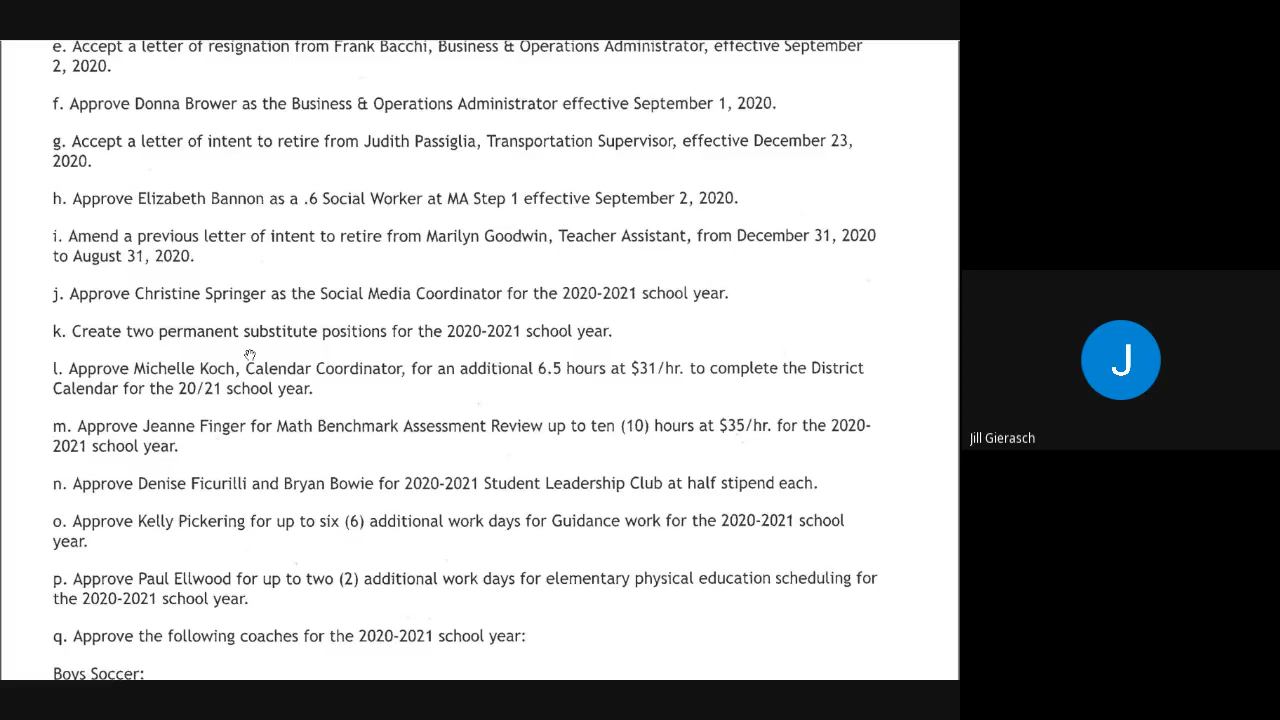 e. Accept a letter of resignation from Frank Bacchi, Business & Operations Administrator, effective September
2, 2020.
f. Approve Donna Brower as the Business & Operations Administrator effective September 1, 2020.
g. Accept a letter of intent to retire from Judith Passiglia, Transportation Supervisor, effective December 23,
2020.
h. Approve Elizabeth Bannon as a .6 Social Worker at MA Step 1 effective September 2, 2020.
i. Amend a previous letter of intent to retire from Marilyn Goodwin, Teacher Assistant, from December 31, 2020
to August 31, 2020.
j. Approve Christine Springer as the Social Media Coordinator for the 2020-2021 school year.
k. Create two permanent substitute positions for the 2020-2021 school year.
l. Approve Michelle Koch, Calendar Coordinator, for an additional 6.5 hours at $31/hr. to complete the District
Calendar for the 20/21 school year.
m. Approve Jeanne Finger for Math Benchmark Assessment Review up to ten (10) hours at $35/hr. for the 2020-
2021 school year.
n. Approve Denise Ficurilli and Bryan Bowie for 2020-2021 Student Leadership Club at half stipend each.
o. Approve Kelly Pickering for up to six (6) additional work days for Guidance work for the 2020-2021 school
year.
p. Approve Paul Ellwood for up to two (2) additional work days for elementary physical education scheduling for
the 2020-2021 school year.
q. Approve the following coaches for the 2020-2021 school year:
Boys Soccer:
J
Jill Gierasch